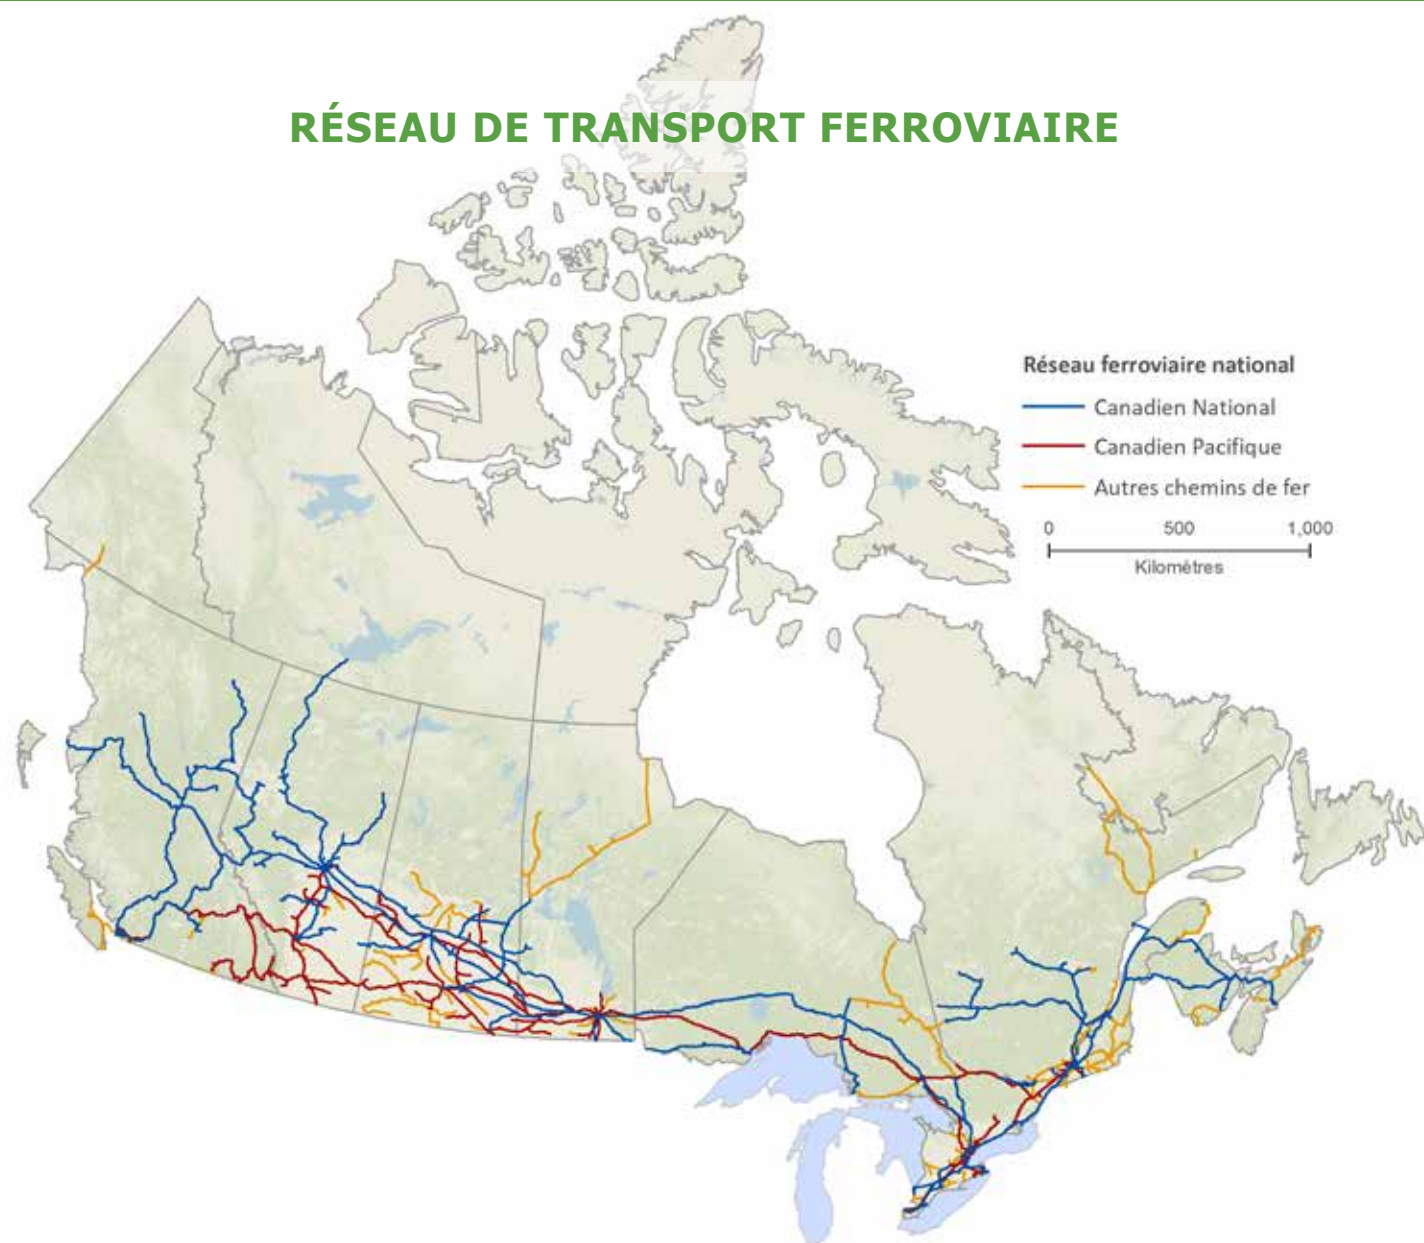 RÉSEAU DE TRANSPORT FERROVIAIRE
Réseau ferroviaire national
Canadien National
Canadien Pacifique
Autres chemins de fer
0 500 1,000
Kilométres